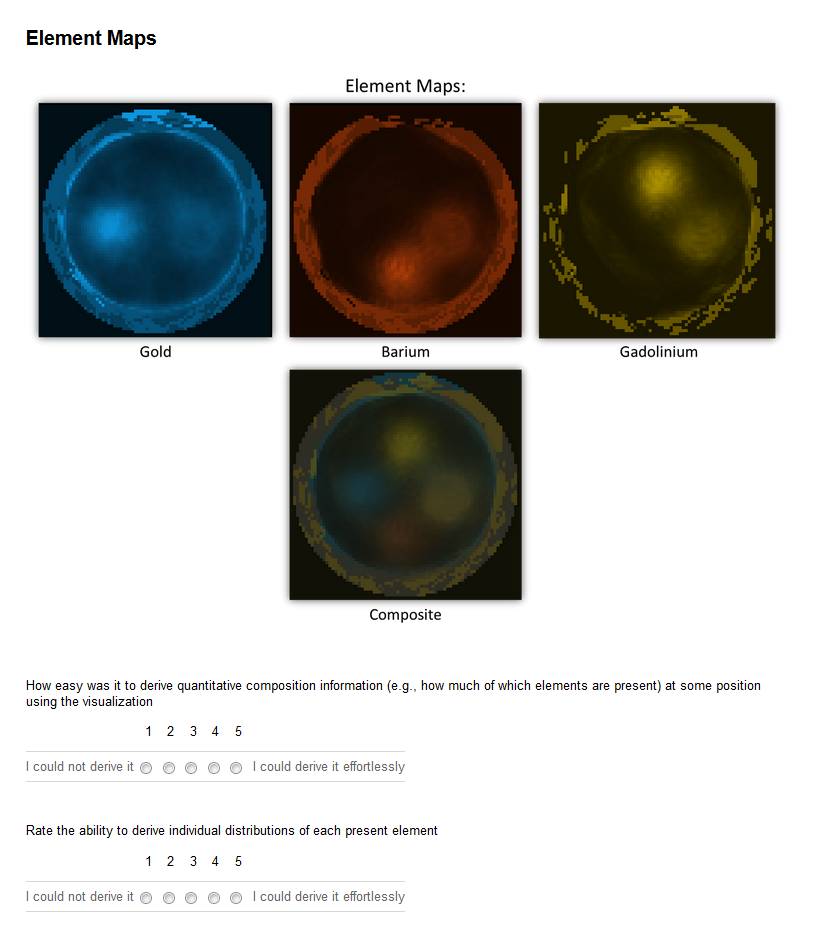 Element Maps
Element Maps:
Gold
Barium
Gadolinium
Composite
How easy was it to derive quantitative composition information (e.g., how much of which elements are present) at some position
using the visualization
1 2 3 4 5
I could not derive it I could derive it effortlessly
Rate the ability to derive individual distributions of each present element
1 2 3 4 5
I could not derive it I could derive it effortlessly